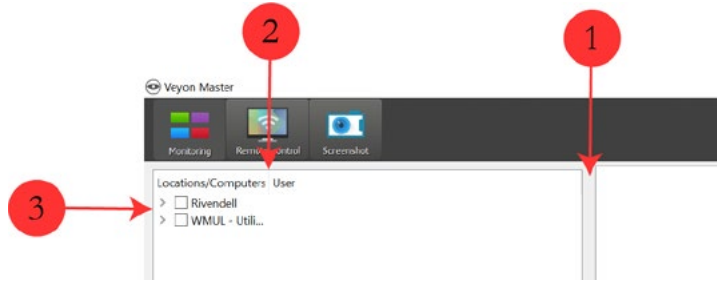 2
1
Veyon Master
Monitoring Remote Control Screenshot
Locations/Computers User
3
Rivendell
WMUL - Utili...